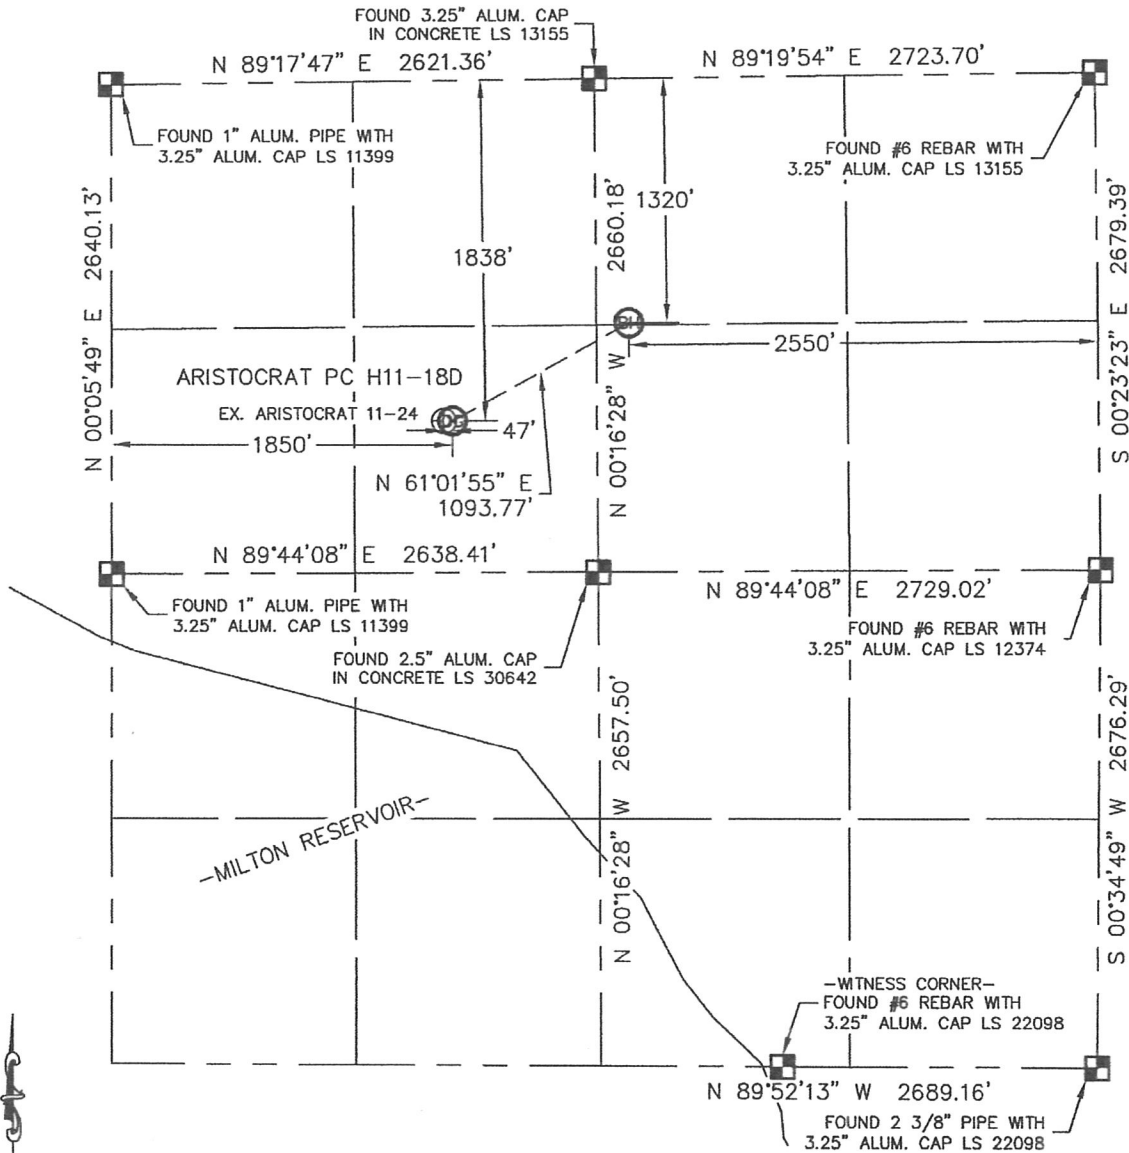 FOUND 3.25" ALUM. CAP
IN CONCRETE LS 13155
N 89°17'47" E 2621.36'
N 89°19'54" E 2723.70'
FOUND 1" ALUM. PIPE WITH
3.25" ALUM. CAP LS 11399
FOUND #6 REBAR WITH
3.25" ALUM. CAP LS 13155
N 00°05'49" E 2640.13'
1838'
N 00°16'28" W 2660.18'
1320'
S 00°23'23" E 2679.39'
BH
2550'
ARISTOCRAT PC H11-18D
EX. ARISTOCRAT 11-24
OG
47'
1850'
N 61°01'55" E
1093.77'
N 89°44'08" E 2638.41'
N 89°44'08" E 2729.02'
FOUND 1" ALUM. PIPE WITH
3.25" ALUM. CAP LS 11399
FOUND 2.5" ALUM. CAP
IN CONCRETE LS 30642
FOUND #6 REBAR WITH
3.25" ALUM. CAP LS 12374
N 00°16'28" W 2657.50'
S 00°34'49" W 2676.29'
-MILTON RESERVOIR-
-WITNESS CORNER-
FOUND #6 REBAR WITH
3.25" ALUM. CAP LS 22098
N 89°52'13" W 2689.16'
FOUND 2 3/8" PIPE WITH
3.25" ALUM. CAP LS 22098